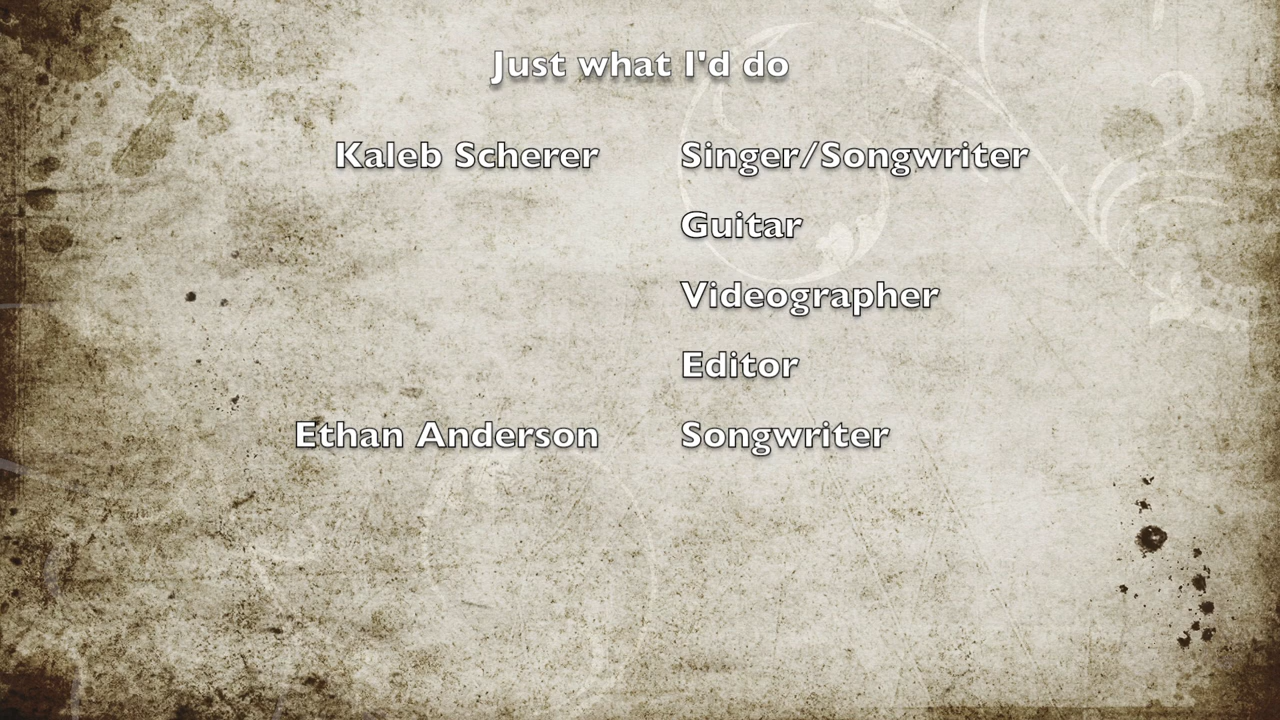 Just what I'd do
Kaleb Scherer Singer/Songwriter
Guitar
Videographer
Editor
Ethan Anderson Songwriter